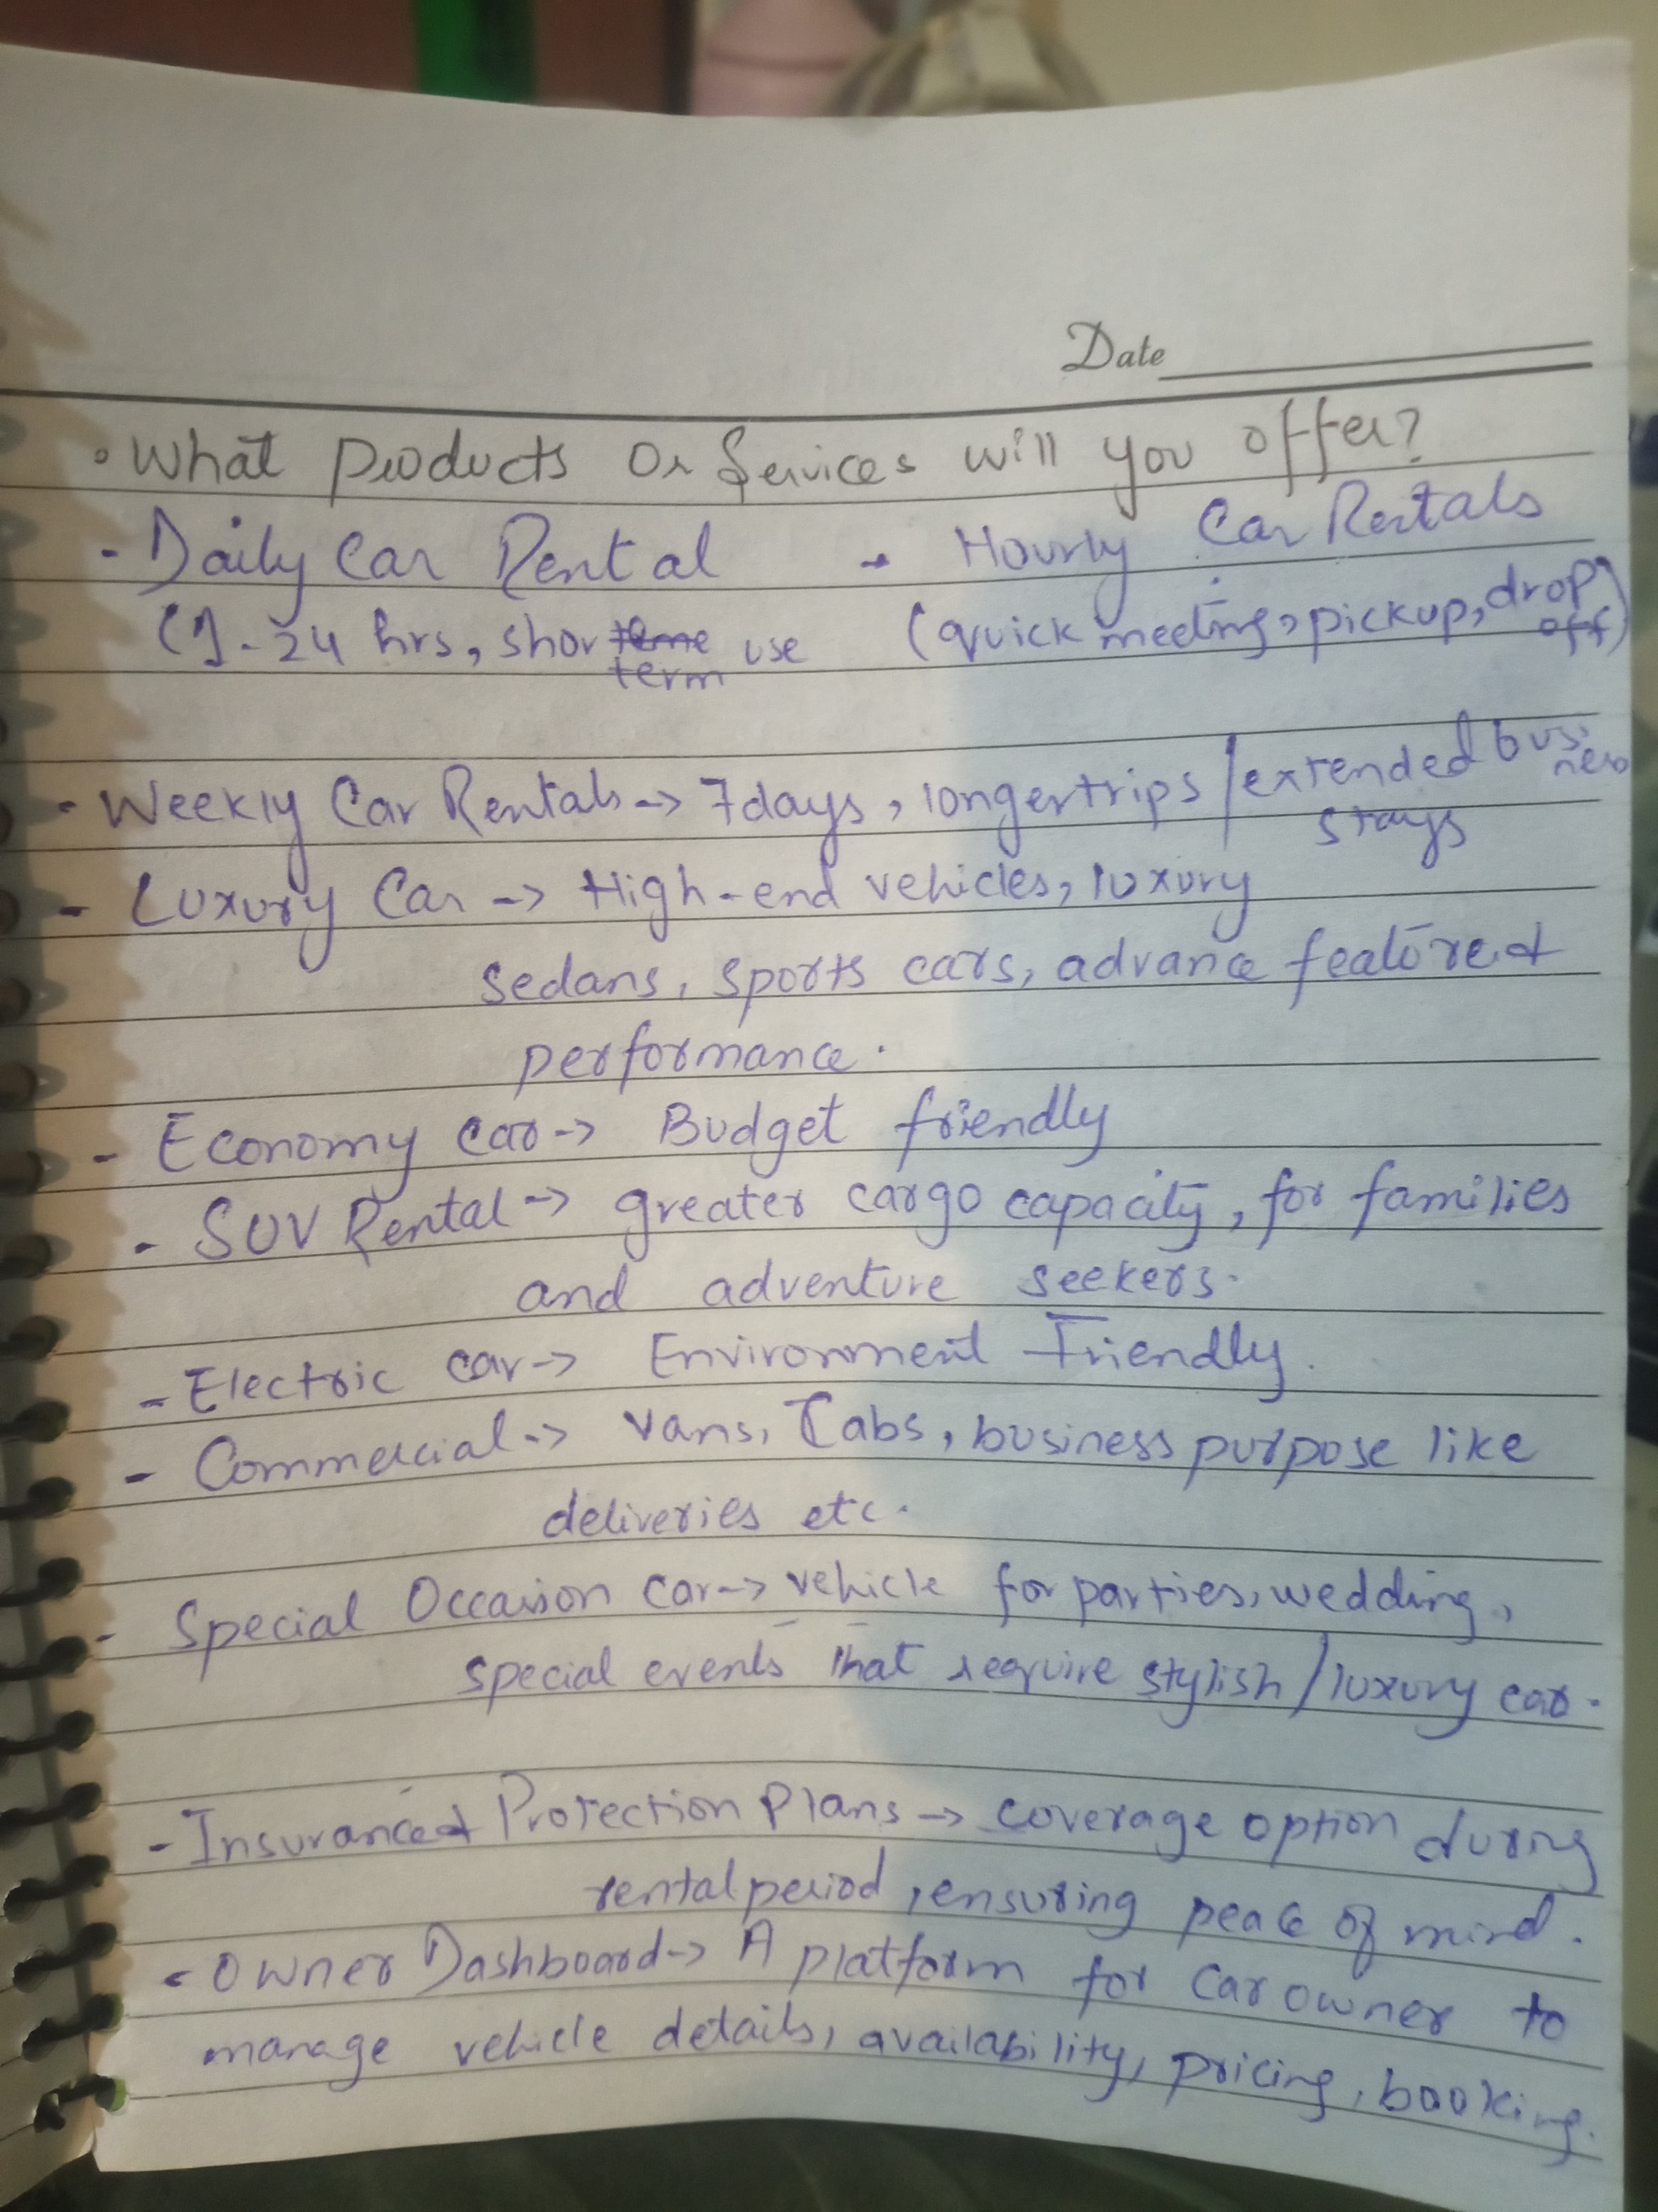 Date
• What Products Or Services will you offer?
- Daily Car Rental - Hourly Car Rentals
(1-24 hrs, shor term use (quick meeting, pickup, drop off)
- Weekly Car Rentals -> 7days, longer trips / extended business
stays
- Luxury Car -> High-end vehicles, luxury
sedans, sports cars, advance feature &
performance.
- Economy car -> Budget friendly
- SUV Rental -> greater cargo capacity, for families
and adventure seekers.
- Electric car -> Environment Friendly.
- Commercial -> Vans, Cabs, business purpose like
deliveries etc.
- Special Occasion car -> vehicle for parties, wedding,
special events that require stylish / luxury car.
- Insurance & Protection Plans -> coverage option during
rental period, ensuring peace of mind.
- Owner Dashboard -> A platform for Car owner to
manage vehicle details, availability, pricing, booking.